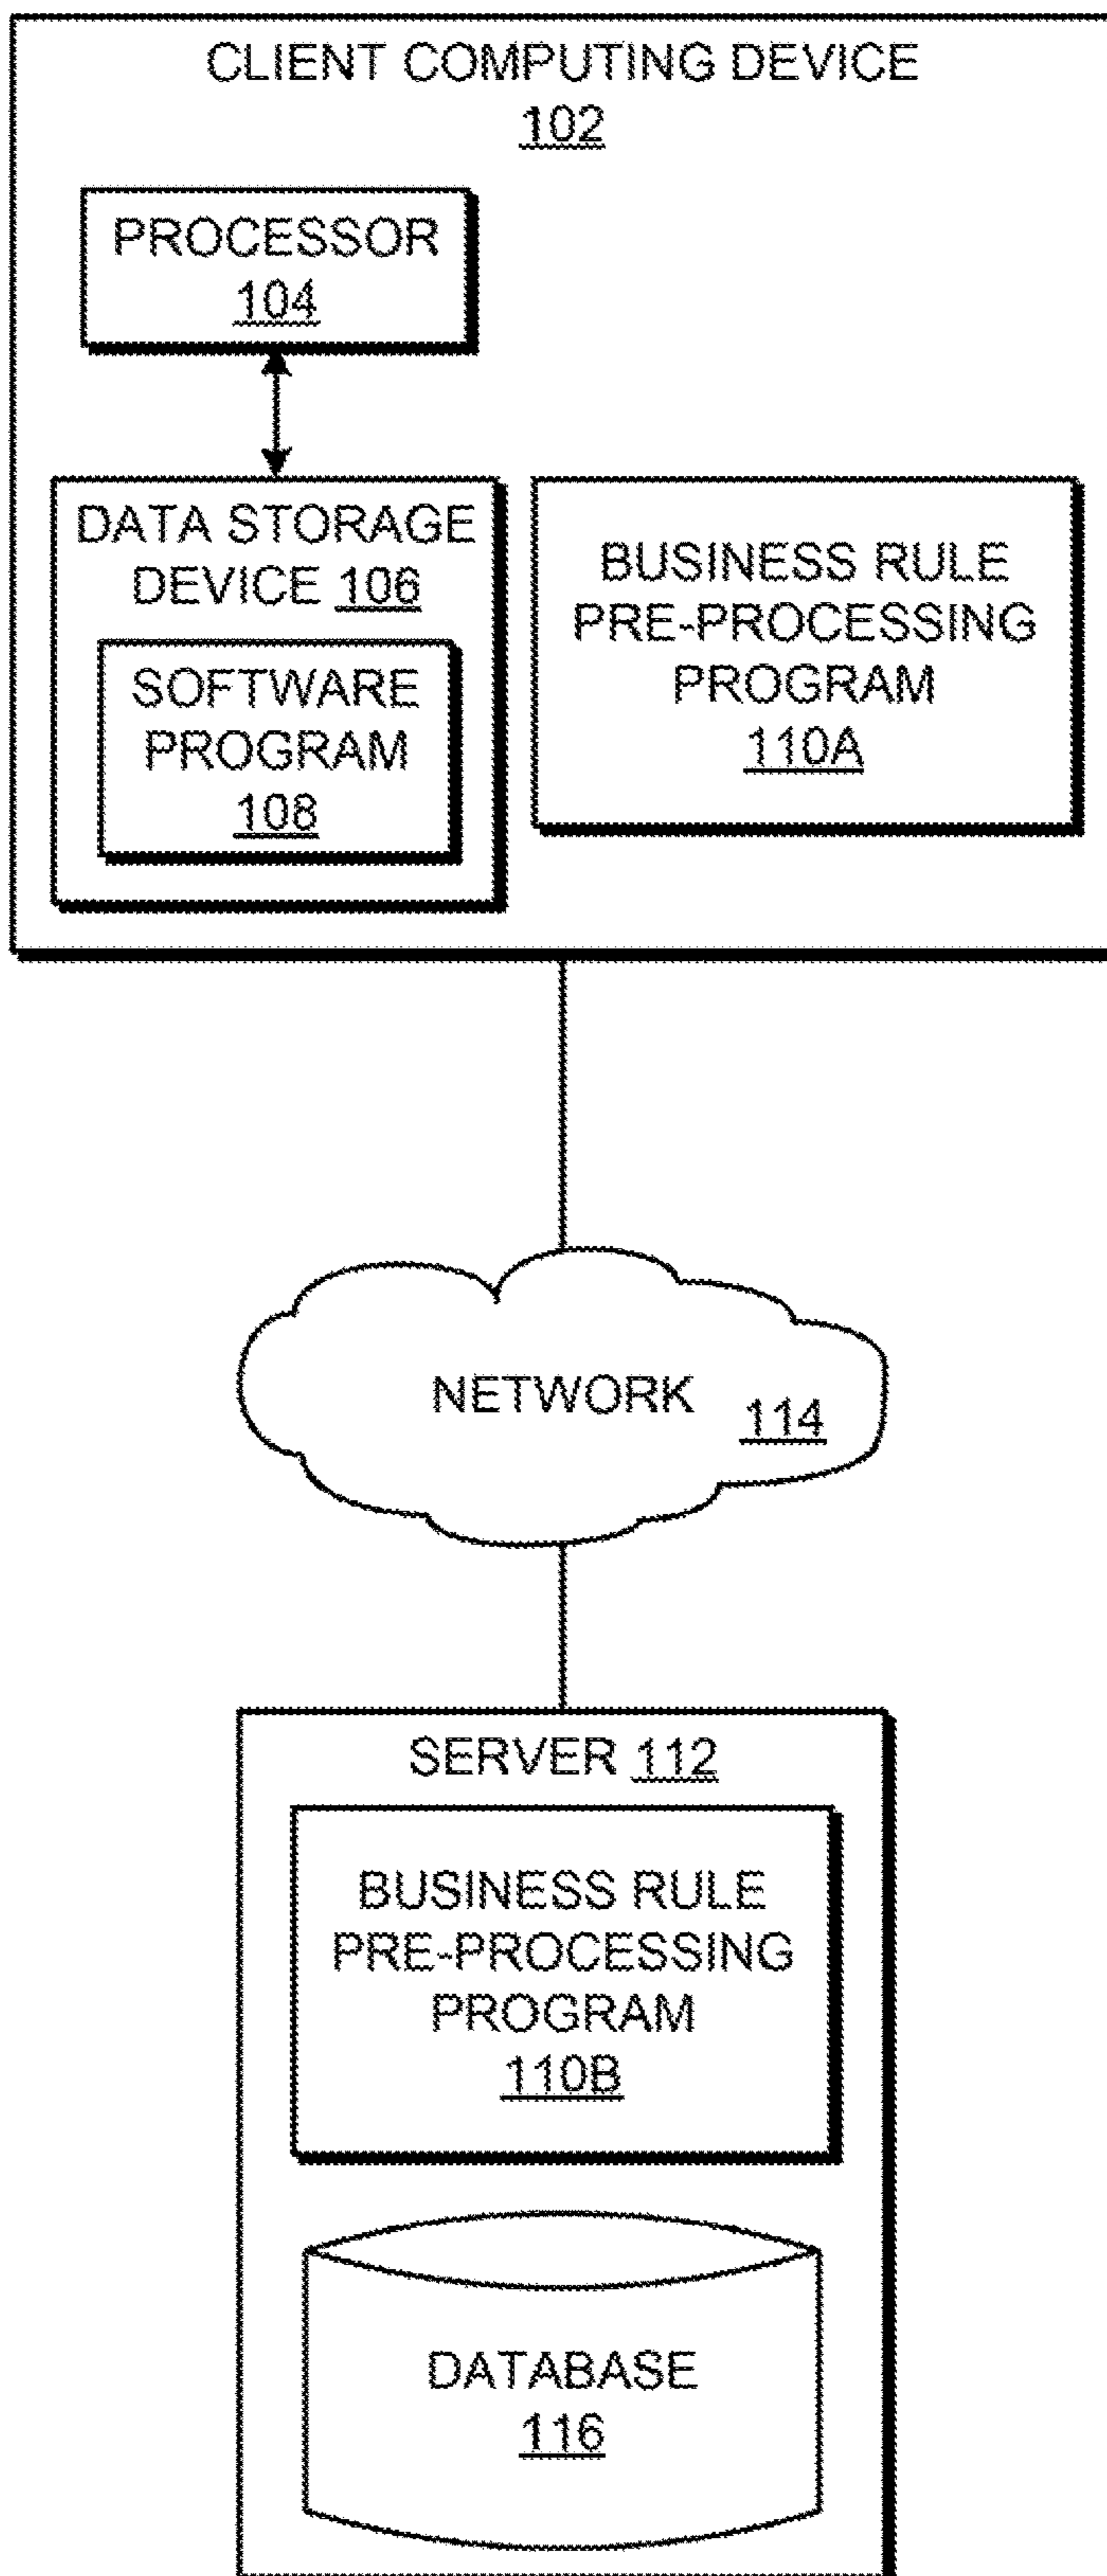 CLIENT COMPUTING DEVICE
102
PROCESSOR
104
DATA STORAGE
DEVICE 106
SOFTWARE
PROGRAM
108
BUSINESS RULE
PRE-PROCESSING
PROGRAM
110A
NETWORK 114
SERVER 112
BUSINESS RULE
PRE-PROCESSING
PROGRAM
110B
DATABASE
116